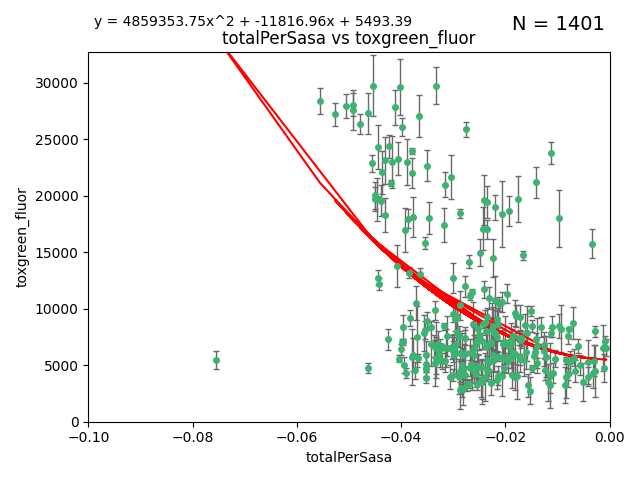 y = 4859353.75x^2 + -11816.96x + 5493.39
N = 1401
totalPerSasa vs toxgreen_fluor
30000
25000
20000
15000
10000
5000
0
toxgreen_fluor
−0.10 −0.08 −0.06 −0.04 −0.02 0.00
totalPerSasa